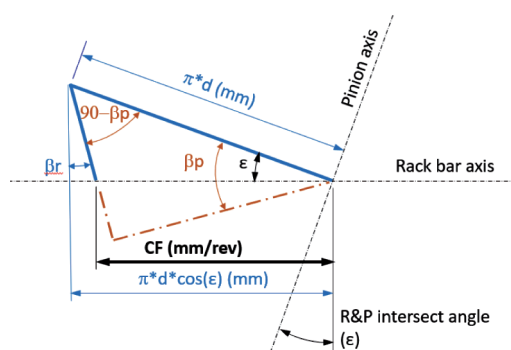 π*d (mm)
Pinion axis
90−βp
βr
βp
ε
Rack bar axis
CF (mm/rev)
π*d*cos(ε) (mm)
R&P intersect angle
(ε)